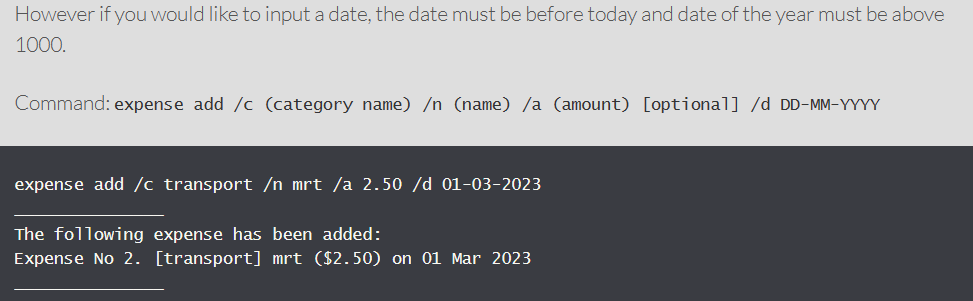 However if you would like to input a date, the date must be before today and date of the year must be above
1000.
Command: expense add /c (category name) /n (name) /a (amount) [optional] /d DD-MM-YYYY
expense add /c transport /n mrt /a 2.50 /d 01-03-2023
_______________
The following expense has been added:
Expense No 2. [transport] mrt ($2.50) on 01 Mar 2023
_______________